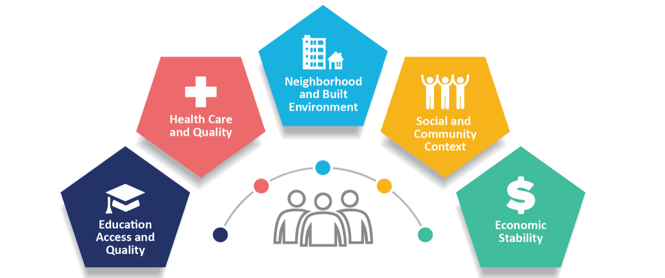 Education
Access and
Quality
Health Care
and Quality
Neighborhood
and Built
Environment
Social and
Community
Context
$
Economic
Stability